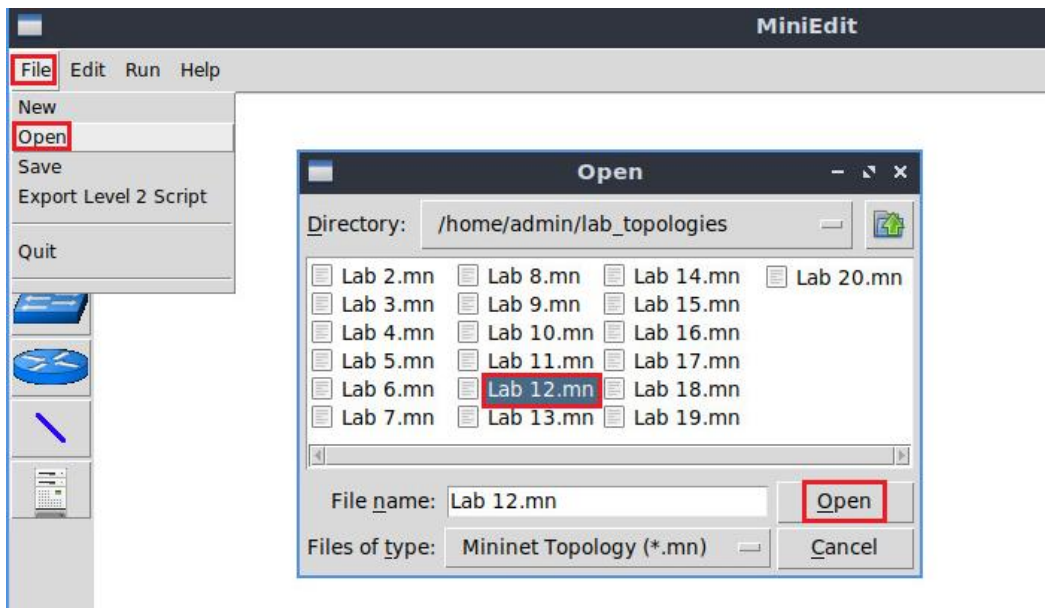 MiniEdit
File Edit Run Help
New
Open
Save
Export Level 2 Script
Quit
Open
Directory: /home/admin/lab_topologies
Lab 2.mn Lab 8.mn Lab 14.mn Lab 20.mn
Lab 3.mn Lab 9.mn Lab 15.mn
Lab 4.mn Lab 10.mn Lab 16.mn
Lab 5.mn Lab 11.mn Lab 17.mn
Lab 6.mn Lab 12.mn Lab 18.mn
Lab 7.mn Lab 13.mn Lab 19.mn
File name: Lab 12.mn Open
Files of type: Mininet Topology (*.mn) Cancel